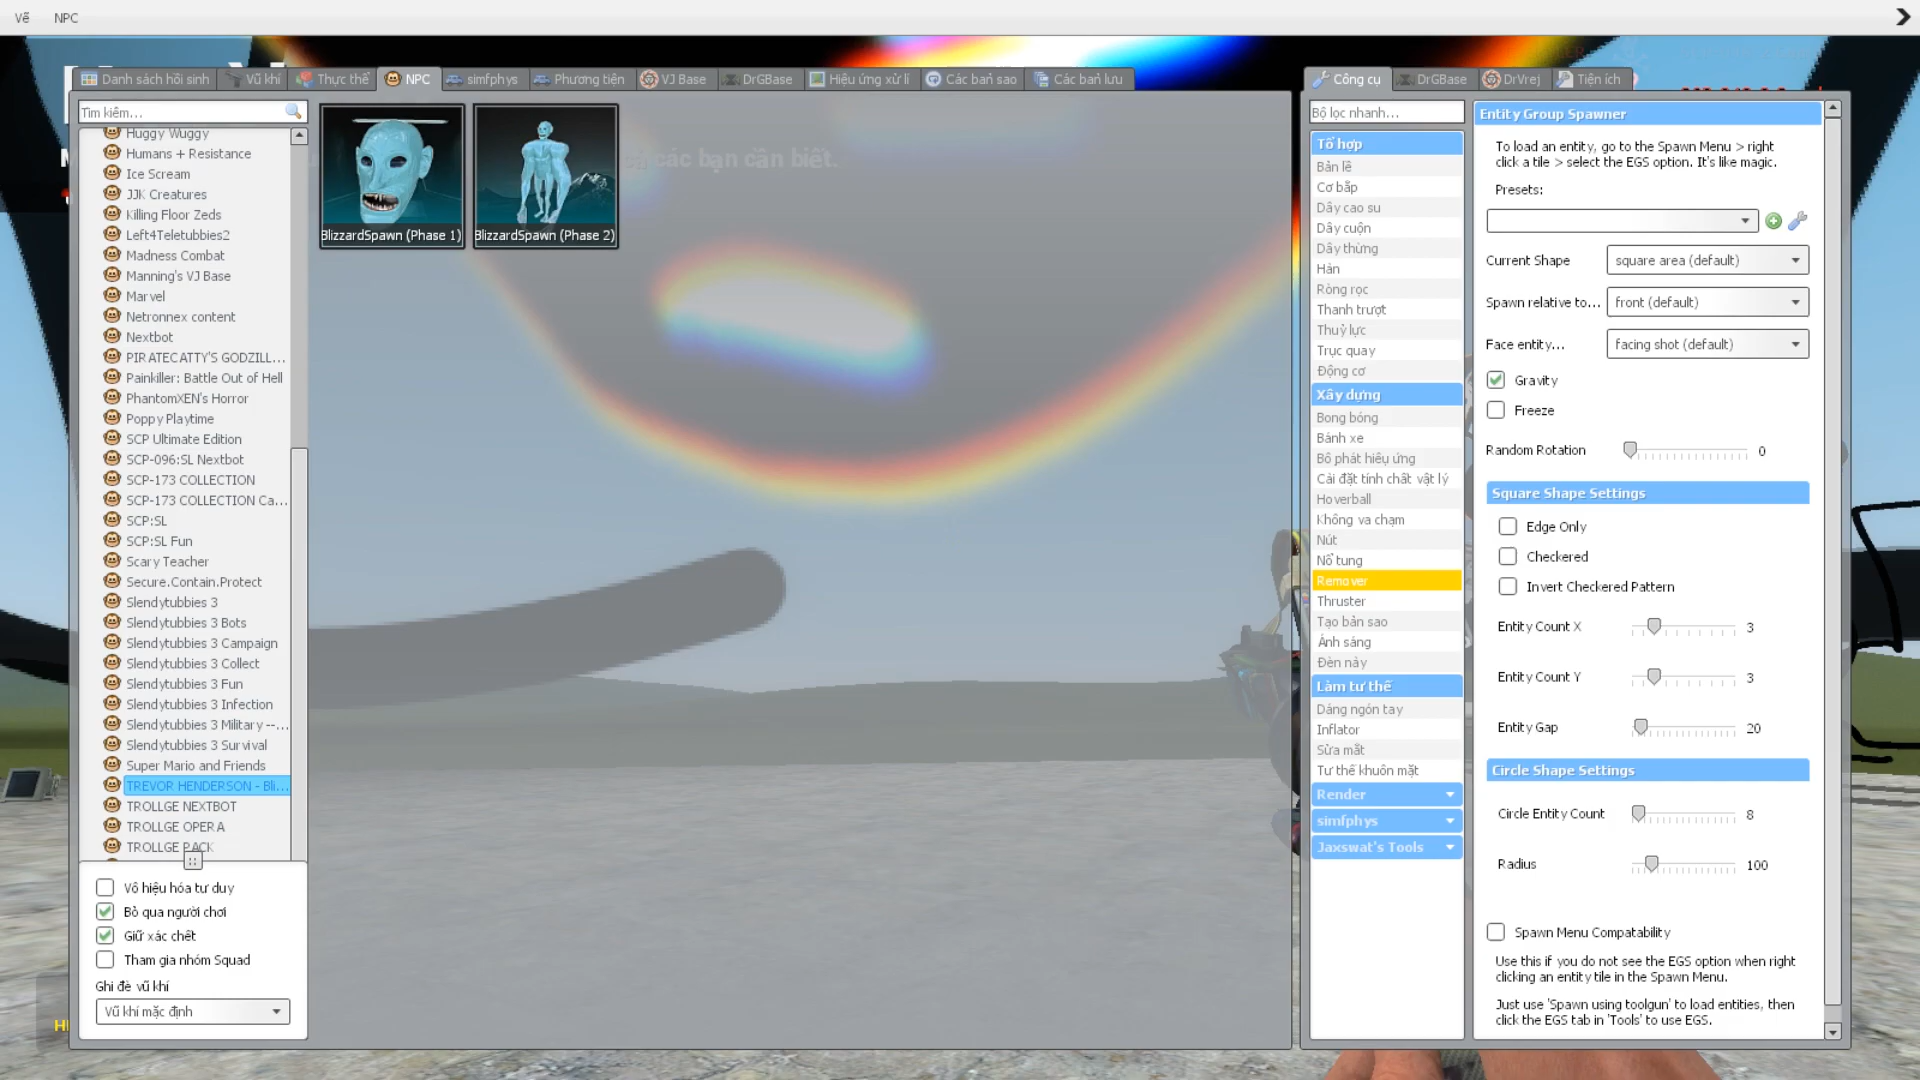 Vẽ NPC
Danh sách hồi sinh Vũ khí Thực thể NPC simfphys Phương tiện VJ Base DrGBase Hiệu ứng xử lí Các bản sao Các bản lưu
Tìm kiếm...
Huggy Wuggy
Humans + Resistance
Ice Scream
JJK Creatures
Killing Floor Zeds
Left4Teletubbies2
Madness Combat
Manning's VJ Base
Marvel
Netronnex content
Nextbot
PIRATECATTY'S GODZILL...
Painkiller: Battle Out of Hell
PhantomXEN's Horror
Poppy Playtime
SCP Ultimate Edition
SCP-096:SL Nextbot
SCP-173 COLLECTION
SCP-173 COLLECTION Ca...
SCP:SL
SCP:SL Fun
Scary Teacher
Secure.Contain.Protect
Slendytubbies 3
Slendytubbies 3 Bots
Slendytubbies 3 Campaign
Slendytubbies 3 Collect
Slendytubbies 3 Fun
Slendytubbies 3 Infection
Slendytubbies 3 Military --...
Slendytubbies 3 Survival
Super Mario and Friends
TREVOR HENDERSON - Bli...
TROLLGE NEXTBOT
TROLLGE OPERA
TROLLGE PACK
Vô hiệu hóa tư duy
Bỏ qua người chơi
Giữ xác chết
Tham gia nhóm Squad
Ghi đè vũ khí
Vũ khí mặc định
BlizzardSpawn (Phase 1) BlizzardSpawn (Phase 2)
các bạn cần biết.
Công cụ DrGBase DrVrej Tiện ích
Bộ lọc nhanh...
Tổ hợp
Bản lề
Cơ bắp
Dây cao su
Dây cuộn
Dây thừng
Hàn
Ròng rọc
Thanh trượt
Thuỷ lực
Trục quay
Động cơ
Xây dựng
Bong bóng
Bánh xe
Bộ phát hiệu ứng
Cài đặt tính chất vật lý
Hoverball
Không va chạm
Nút
Nổ tung
Remover
Thruster
Tạo bản sao
Ánh sáng
Đèn này
Làm tư thế
Dáng ngón tay
Inflator
Sửa mắt
Tư thế khuôn mặt
Render
simfphys
Jaxswat's Tools
Entity Group Spawner
To load an entity, go to the Spawn Menu > right
click a tile > select the EGS option. It's like magic.
Presets:
Current Shape square area (default)
Spawn relative to... front (default)
Face entity... facing shot (default)
Gravity
Freeze
Random Rotation 0
Square Shape Settings
Edge Only
Checkered
Invert Checkered Pattern
Entity Count X 3
Entity Count Y 3
Entity Gap 20
Circle Shape Settings
Circle Entity Count 8
Radius 100
Spawn Menu Compatability
Use this if you do not see the EGS option when right
clicking an entity tile in the Spawn Menu.
Just use 'Spawn using toolgun' to load entities, then
click the EGS tab in 'Tools' to use EGS.